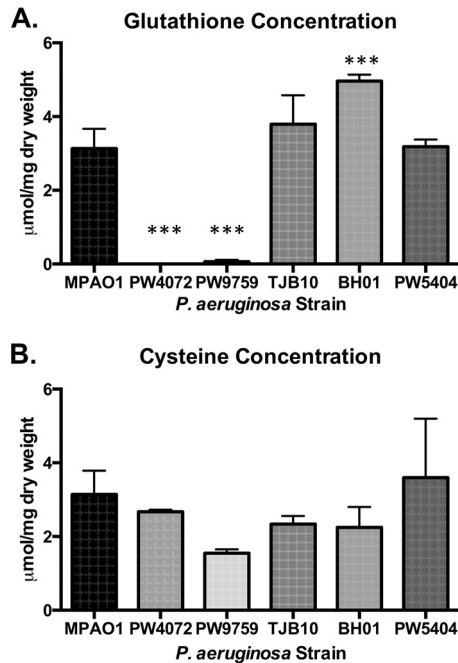 A.
Glutathione Concentration
μmol/mg dry weight
6
4
2
0
***
***
***
MPAO1 PW4072 PW9759 TJB10 BH01 PW5404
P. aeruginosa Strain
B.
Cysteine Concentration
μmol/mg dry weight
6
4
2
0
MPAO1 PW4072 PW9759 TJB10 BH01 PW5404
P. aeruginosa Strain